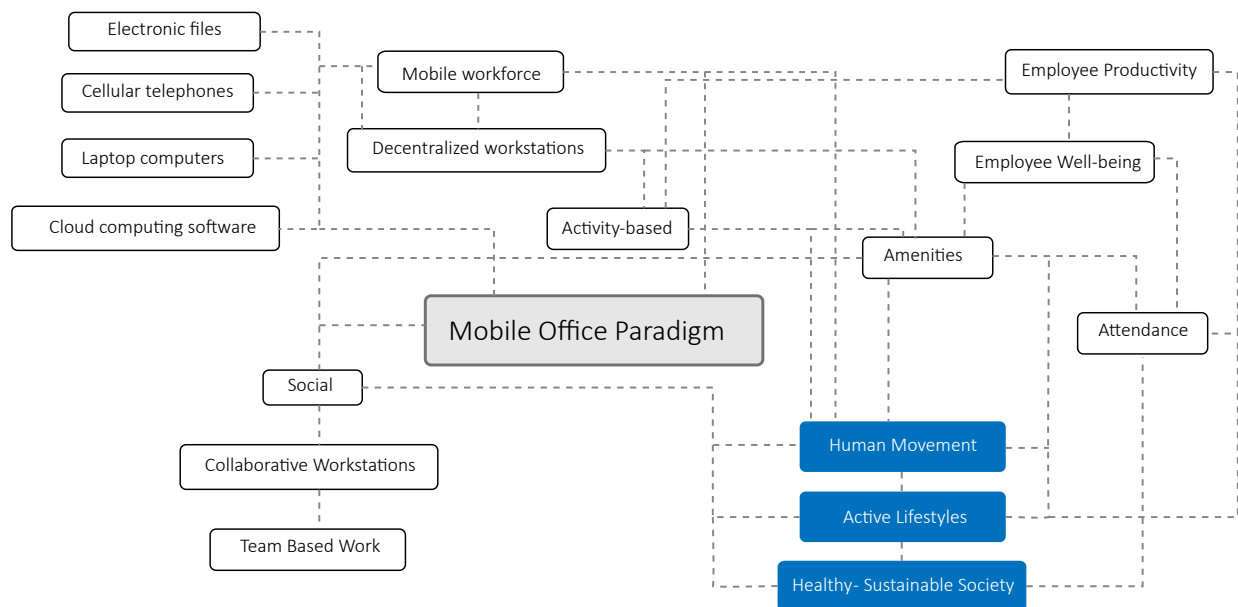 Electronic files
Cellular telephones
Laptop computers
Cloud computing software
Mobile workforce
Decentralized workstations
Activity-based
Employee Productivity
Employee Well-being
Amenities
Attendance
Mobile Office Paradigm
Social
Collaborative Workstations
Team Based Work
Human Movement
Active Lifestyles
Healthy- Sustainable Society